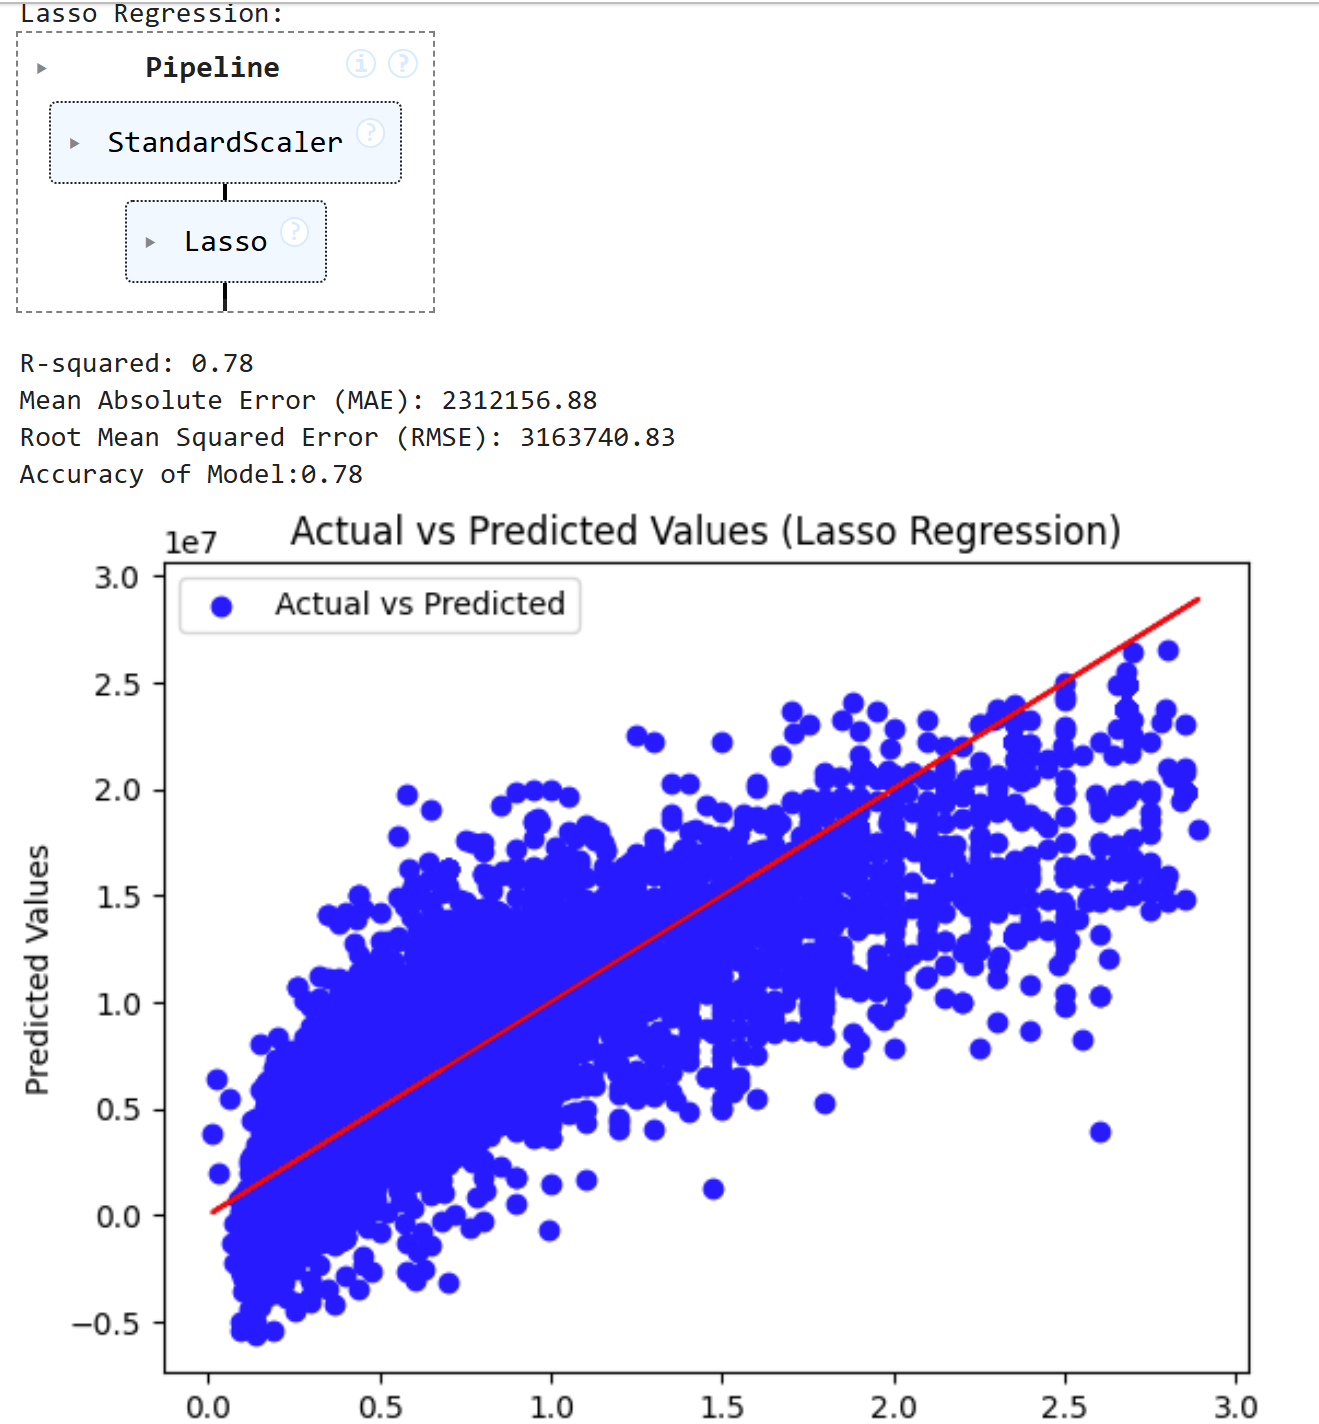 Lasso Regression:
Pipeline
StandardScaler
Lasso
R-squared: 0.78
Mean Absolute Error (MAE): 2312156.88
Root Mean Squared Error (RMSE): 3163740.83
Accuracy of Model:0.78
Actual vs Predicted Values (Lasso Regression)
1e7
Actual vs Predicted
Predicted Values
3.0
2.5
2.0
1.5
1.0
0.5
0.0
−0.5
0.0 0.5 1.0 1.5 2.0 2.5 3.0